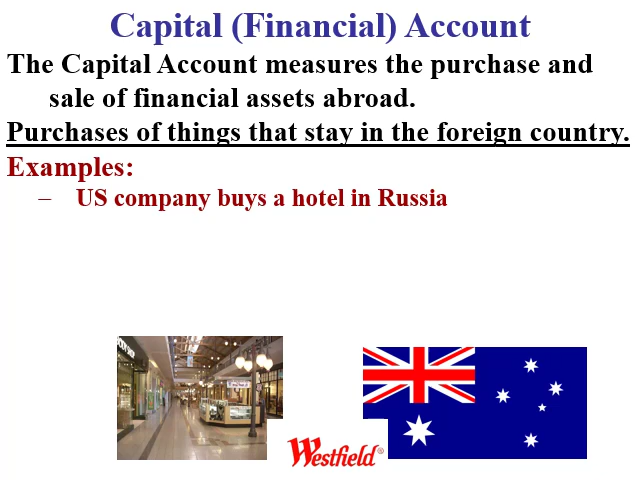 Capital (Financial) Account
The Capital Account measures the purchase and
sale of financial assets abroad.
Purchases of things that stay in the foreign country.
Examples:
– US company buys a hotel in Russia
Westfield®